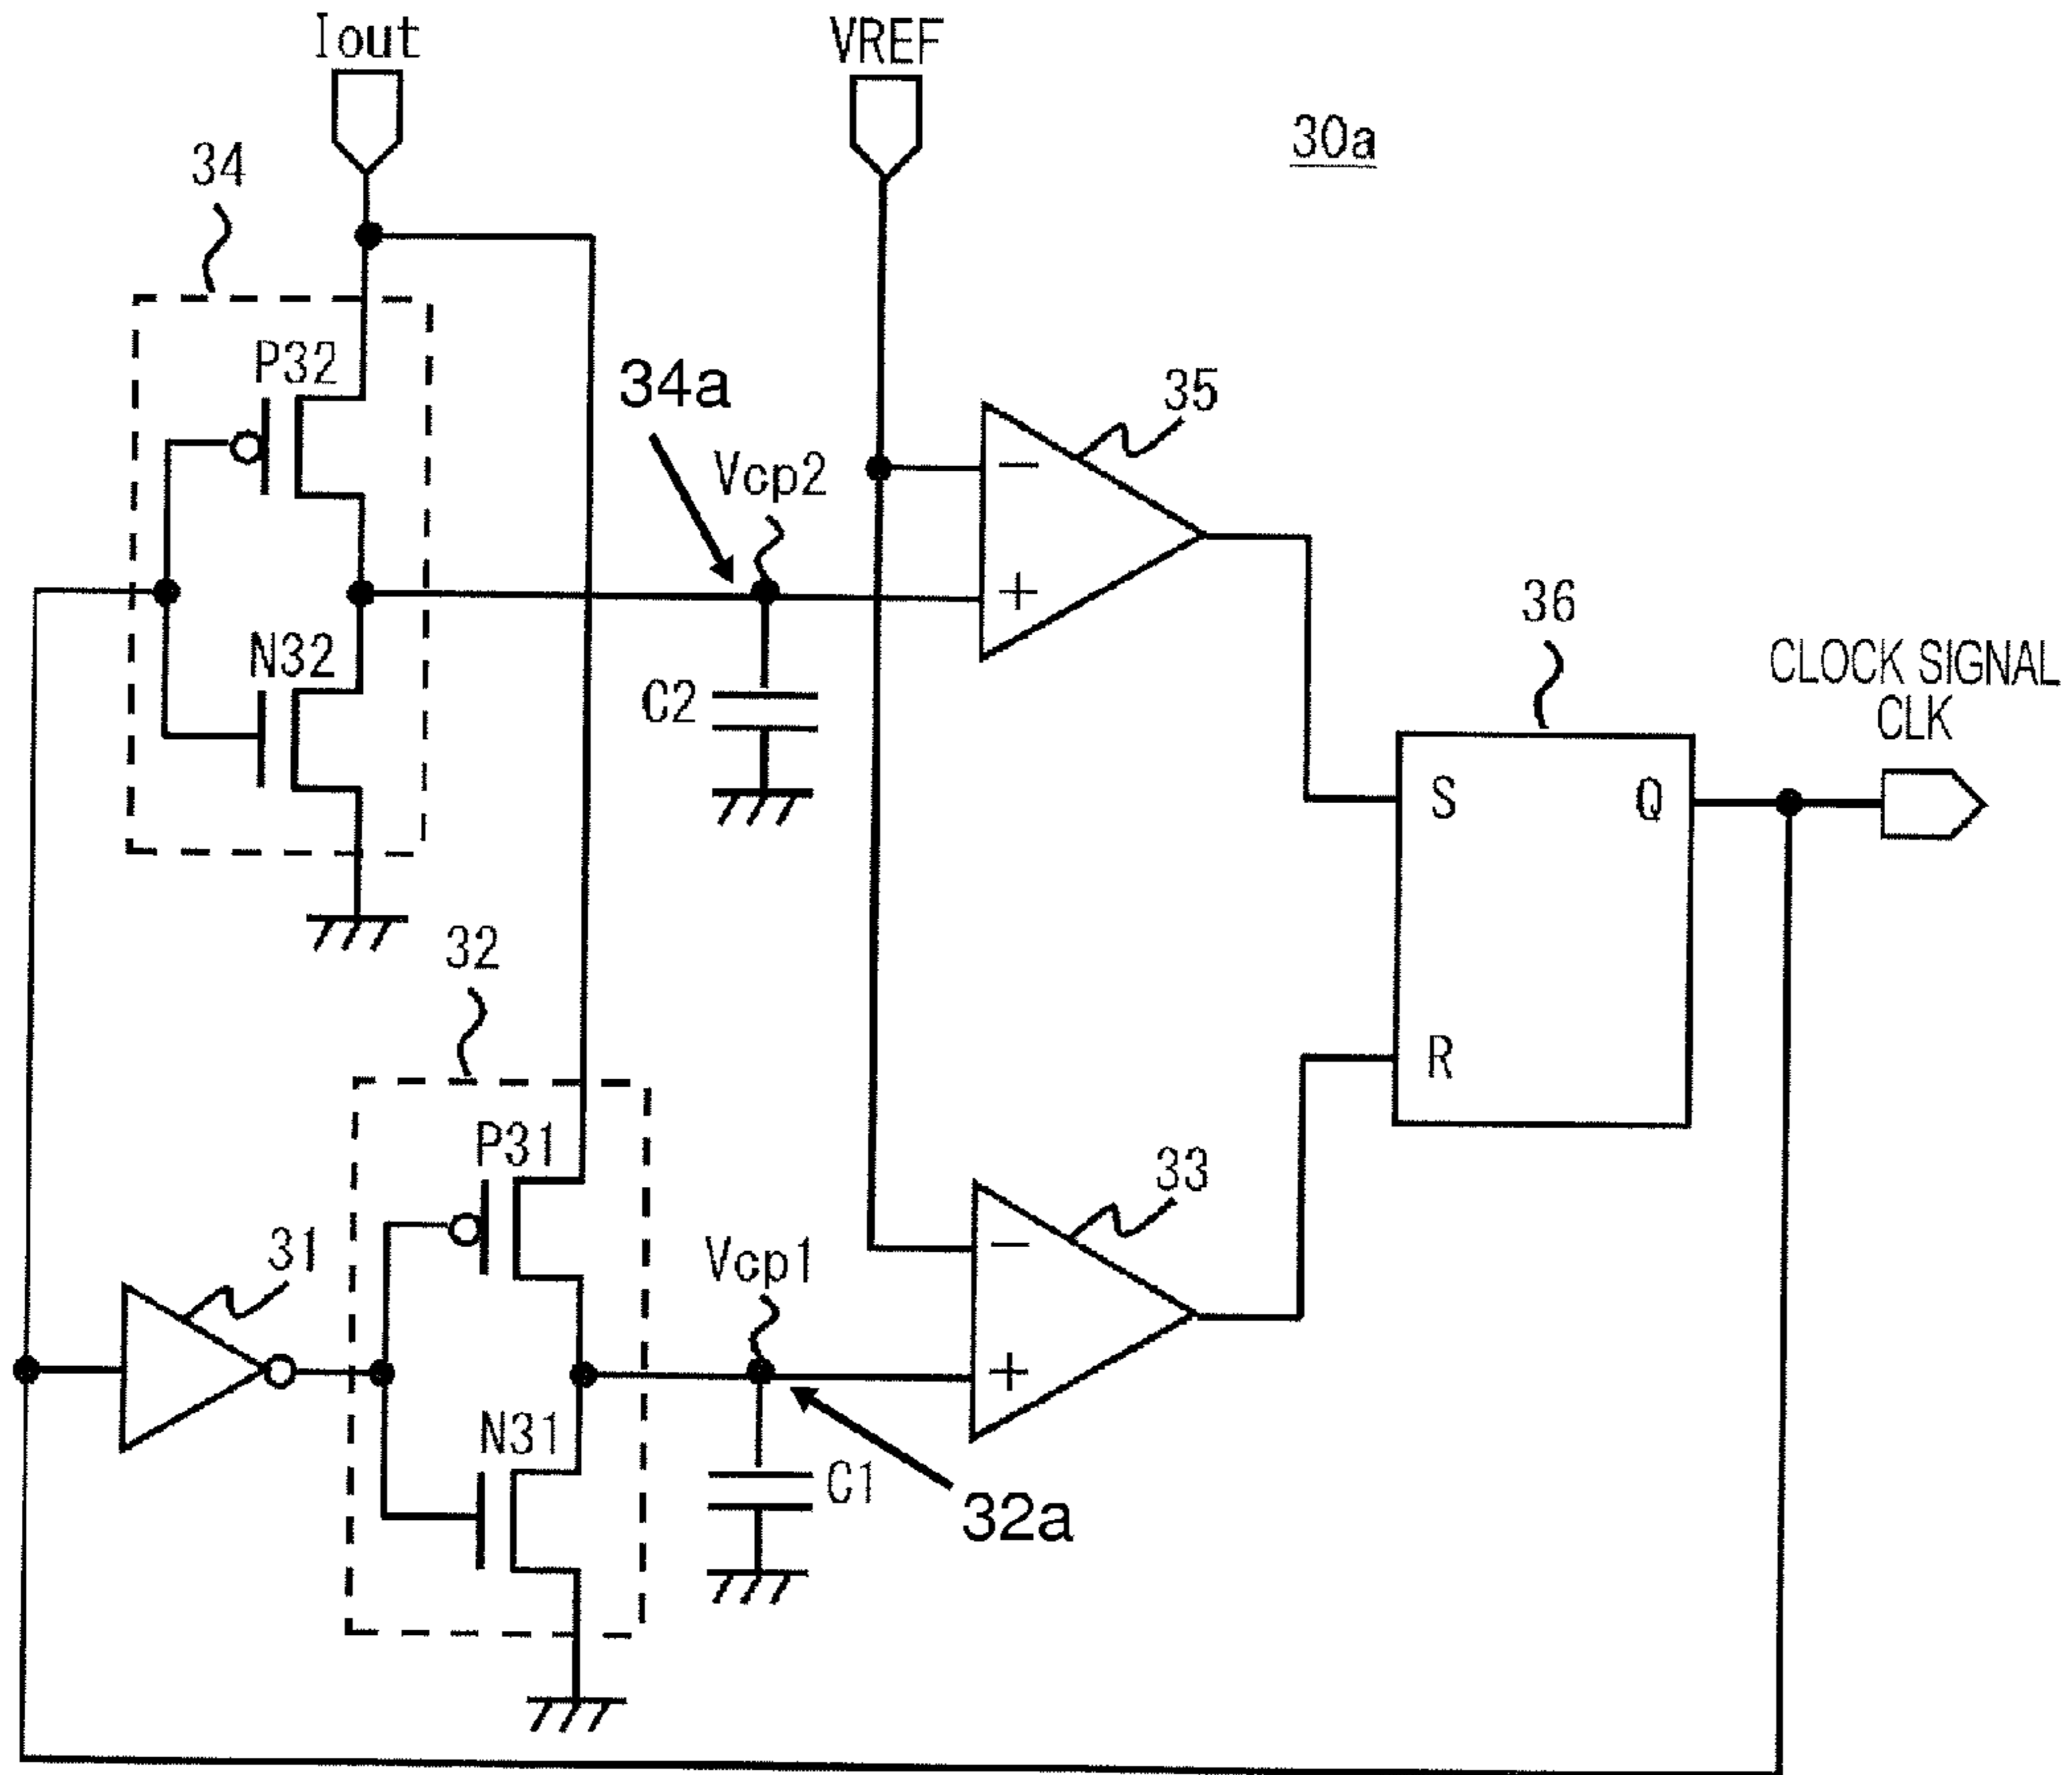 Iout
VREF
30a
34
P32
34a
35
Vcp2
-
+
36
N32
C2
CLOCK SIGNAL
CLK
S
Q
32
R
P31
33
31
Vcp1
-
+
N31
C1
32a